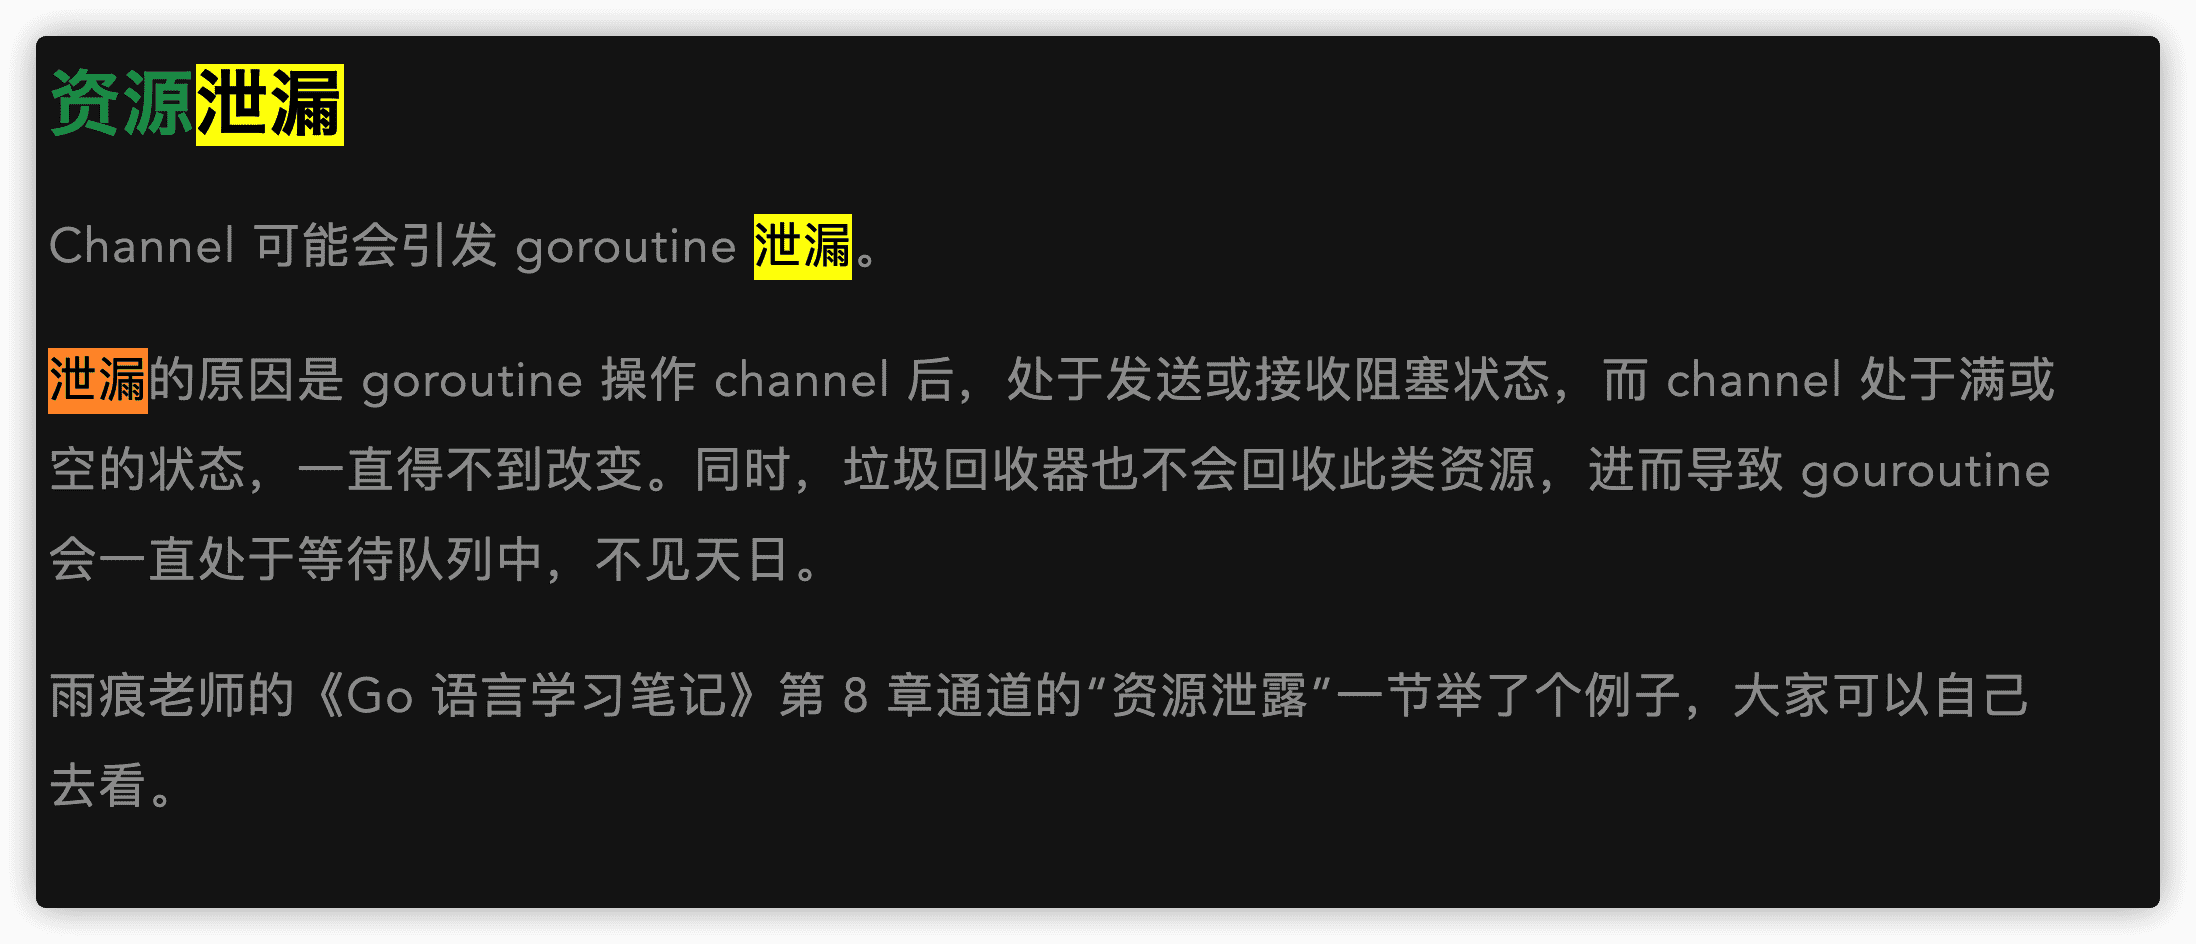 资源泄漏
Channel 可能会引发 goroutine 泄漏。
泄漏的原因是 goroutine 操作 channel 后，处于发送或接收阻塞状态，而 channel 处于满或
空的状态，一直得不到改变。同时，垃圾回收器也不会回收此类资源，进而导致 gouroutine
会一直处于等待队列中，不见天日。
雨痕老师的《Go 语言学习笔记》第 8 章通道的“资源泄露”一节举了个例子，大家可以自己
去看。